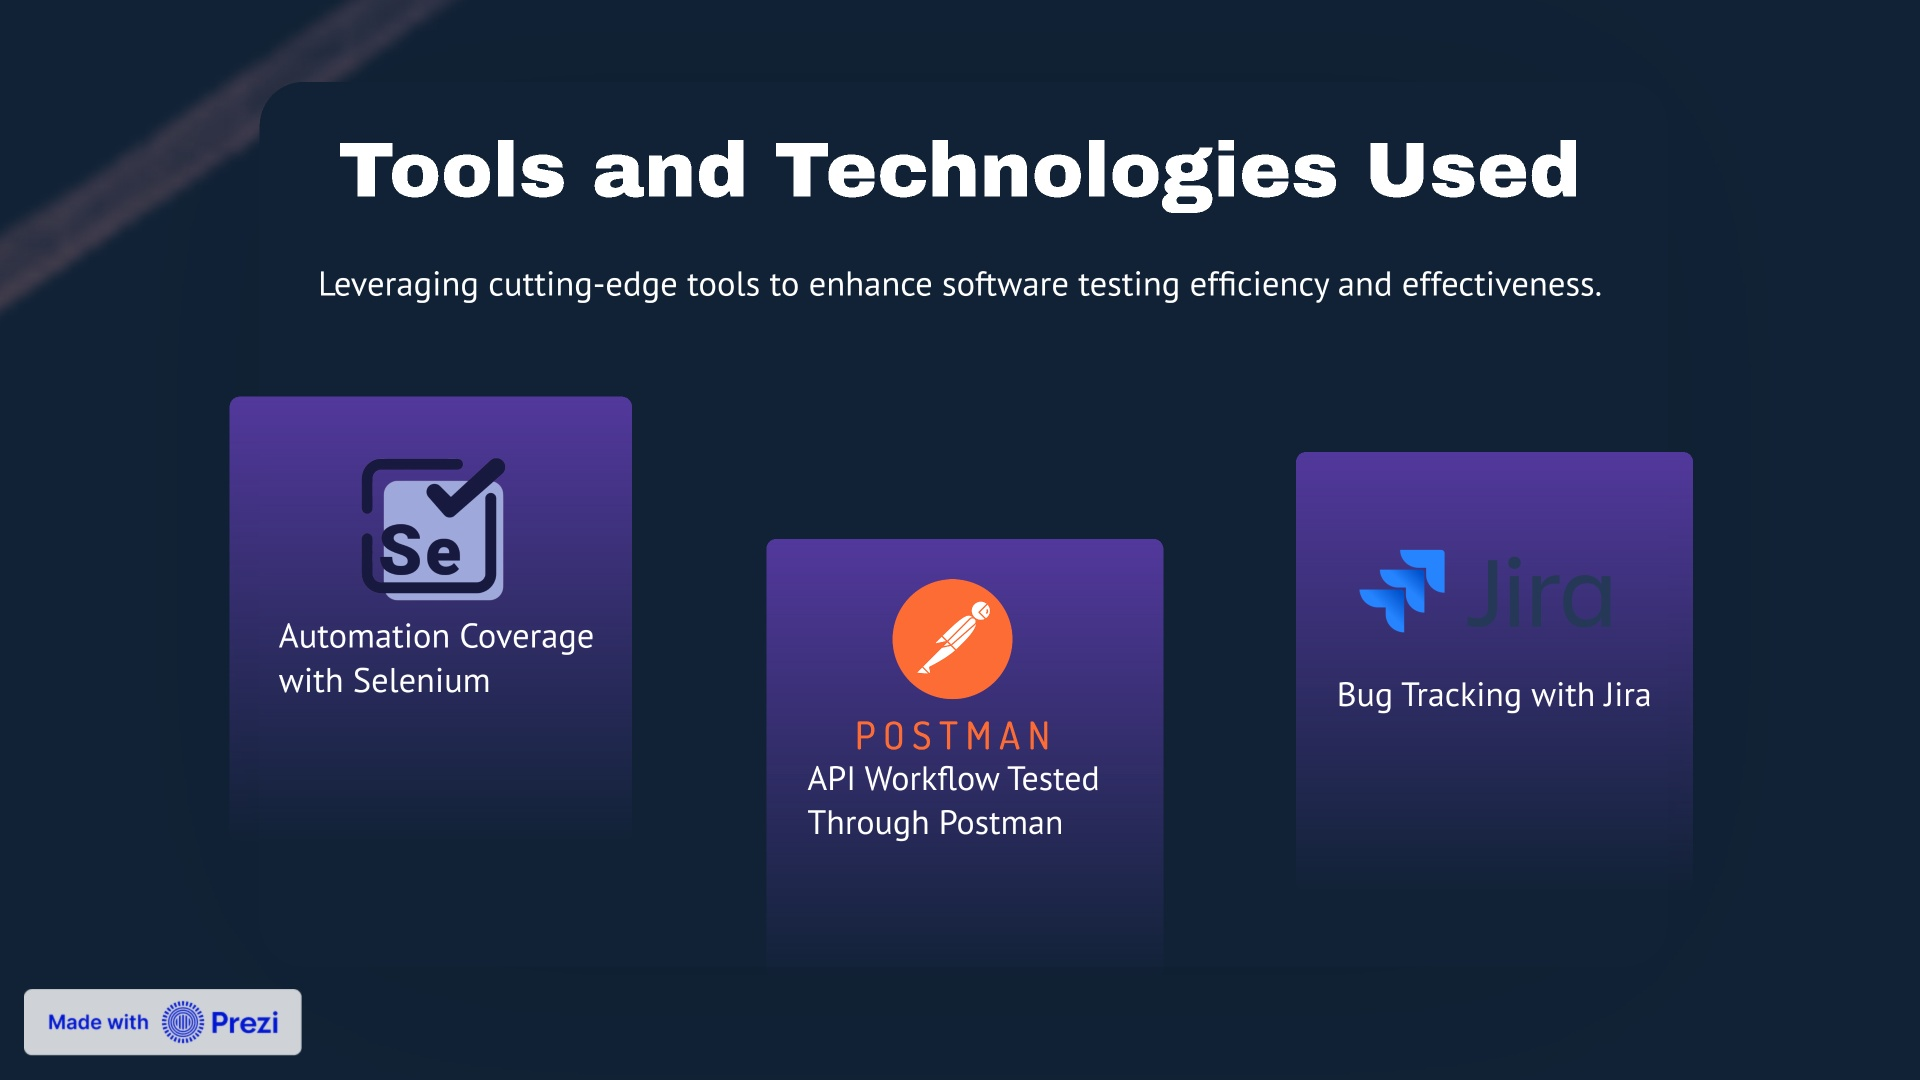 Tools and Technologies Used
Leveraging cutting-edge tools to enhance software testing efficiency and effectiveness.
Se
Automation Coverage
with Selenium
POSTMAN
API Workflow Tested
Through Postman
Jira
Bug Tracking with Jira
Made with Prezi